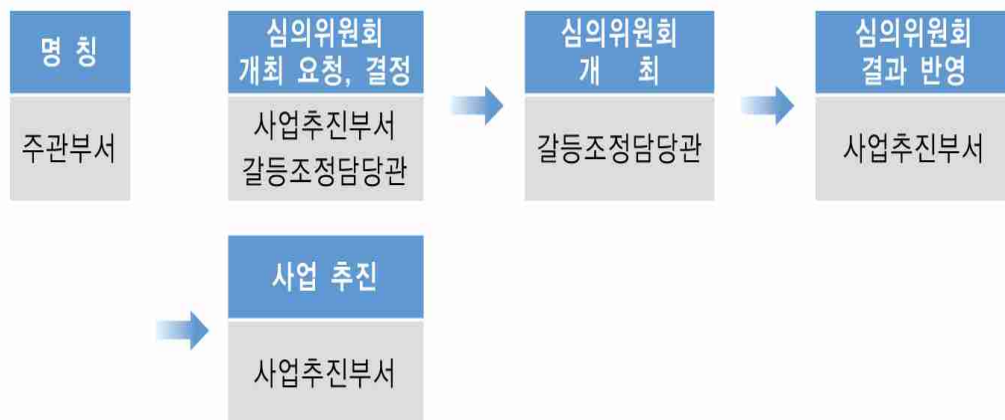 명 칭
주관부서
심의위원회
개최 요청, 결정
사업추진부서
갈등조정담당관
심의위원회
개 최
갈등조정담당관
심의위원회
결과 반영
사업추진부서
사업 추진
사업추진부서